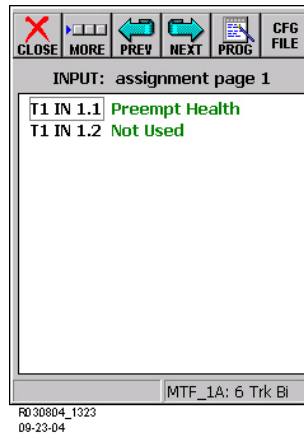 CLOSE MORE PREV NEXT PROG CFG FILE
INPUT: assignment page 1
T1 IN 1.1 Preempt Health
T1 IN 1.2 Not Used
MTF_1A: 6 Trk Bi
R030804_1323
09-23-04